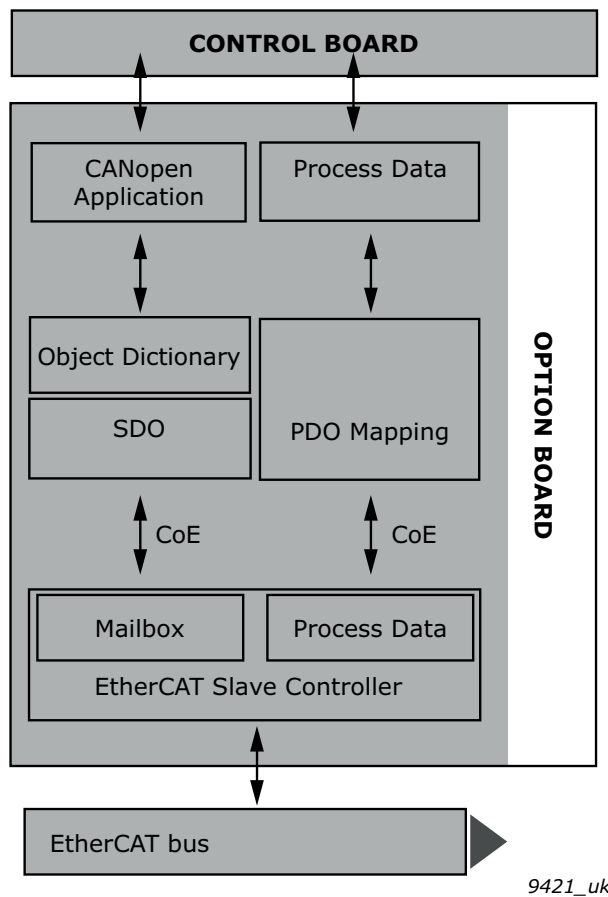 CONTROL BOARD
CANopen
Application
Process Data
Object Dictionary
SDO
PDO Mapping
CoE
CoE
Mailbox
Process Data
EtherCAT Slave Controller
OPTION BOARD
EtherCAT bus
9421_uk